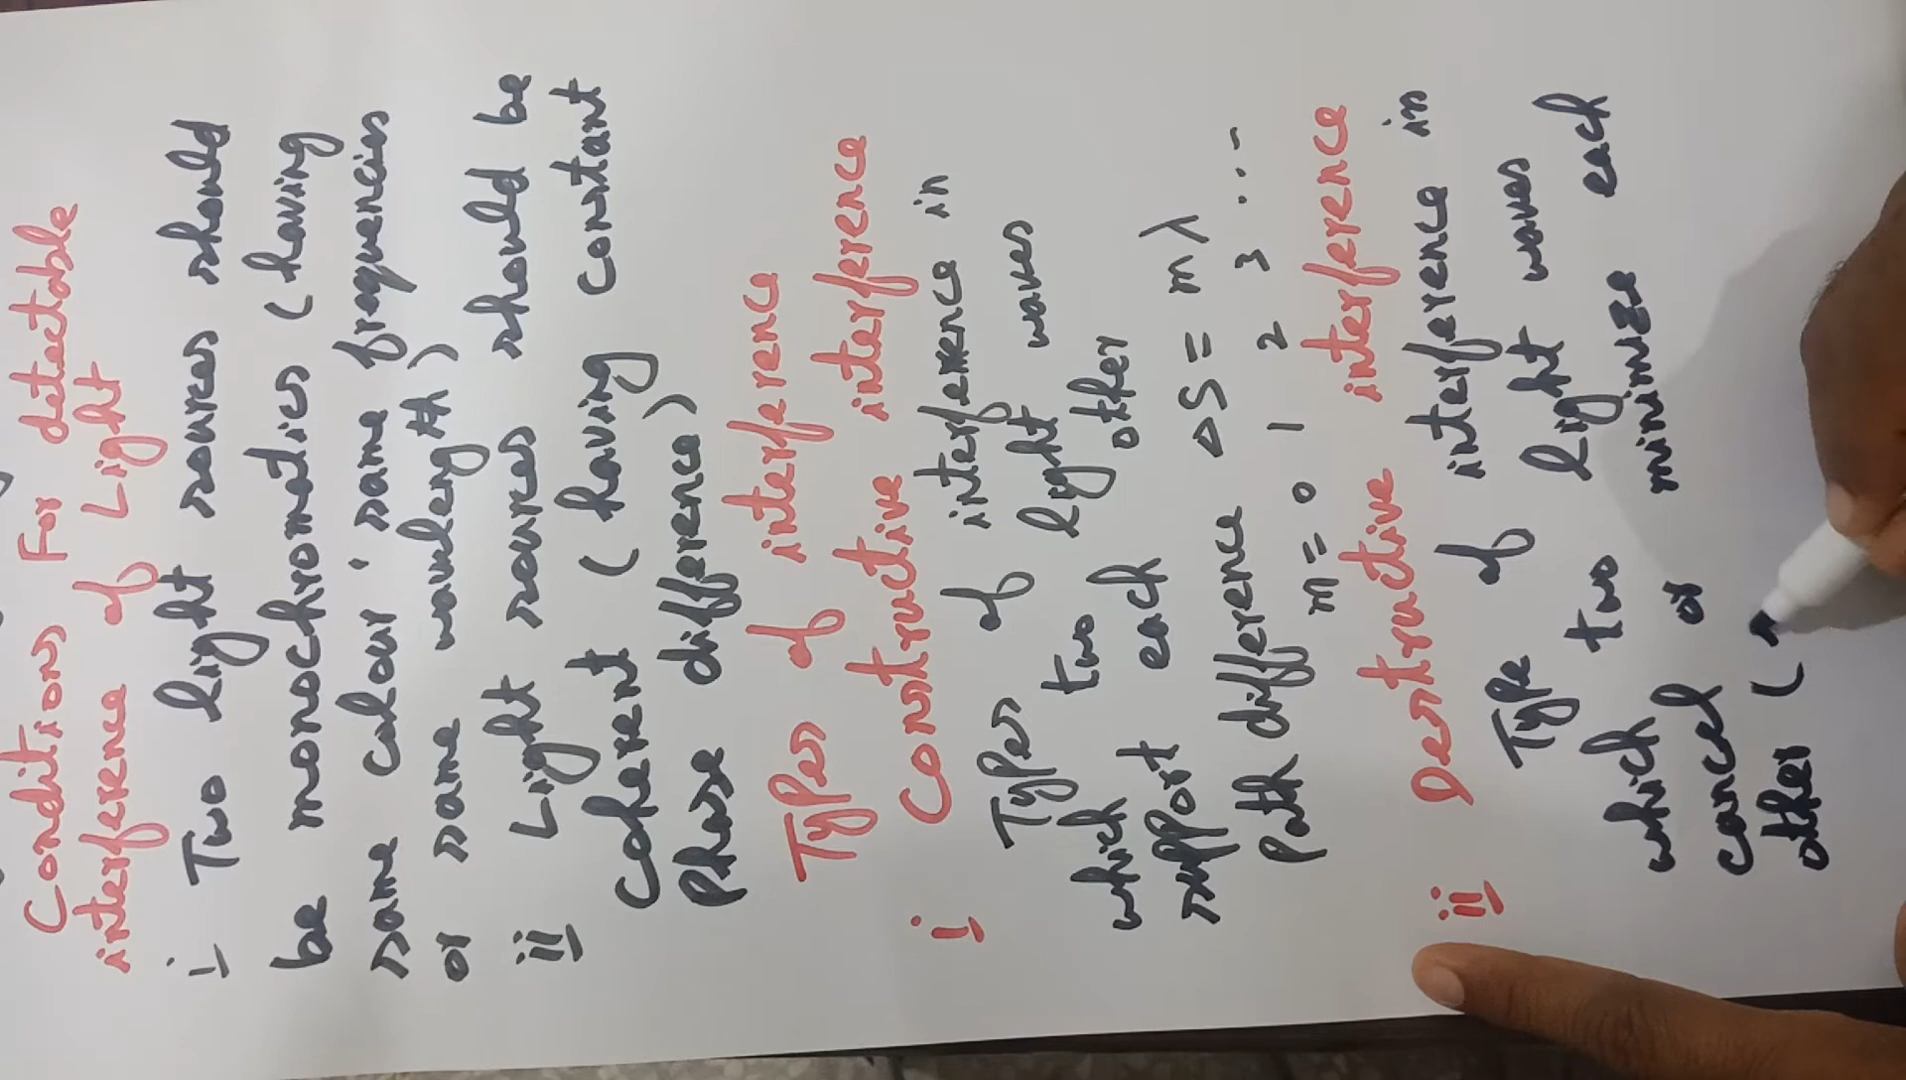 Conditions For detectable
interference of Light
i Two light sources should
be monochromatics (having
same colour, same frequencies
or same wavelength)
ii Light sources should be
Coherent (having constant
Phase difference)
Types of interference
i Constructive interference
Types of interference in
which two light waves
support each other
Path difference ΔS = mλ
m = 0 1 2 3 ...
ii Destructive interference
Type of interference in
which two light waves
cancel or minimize each
other (